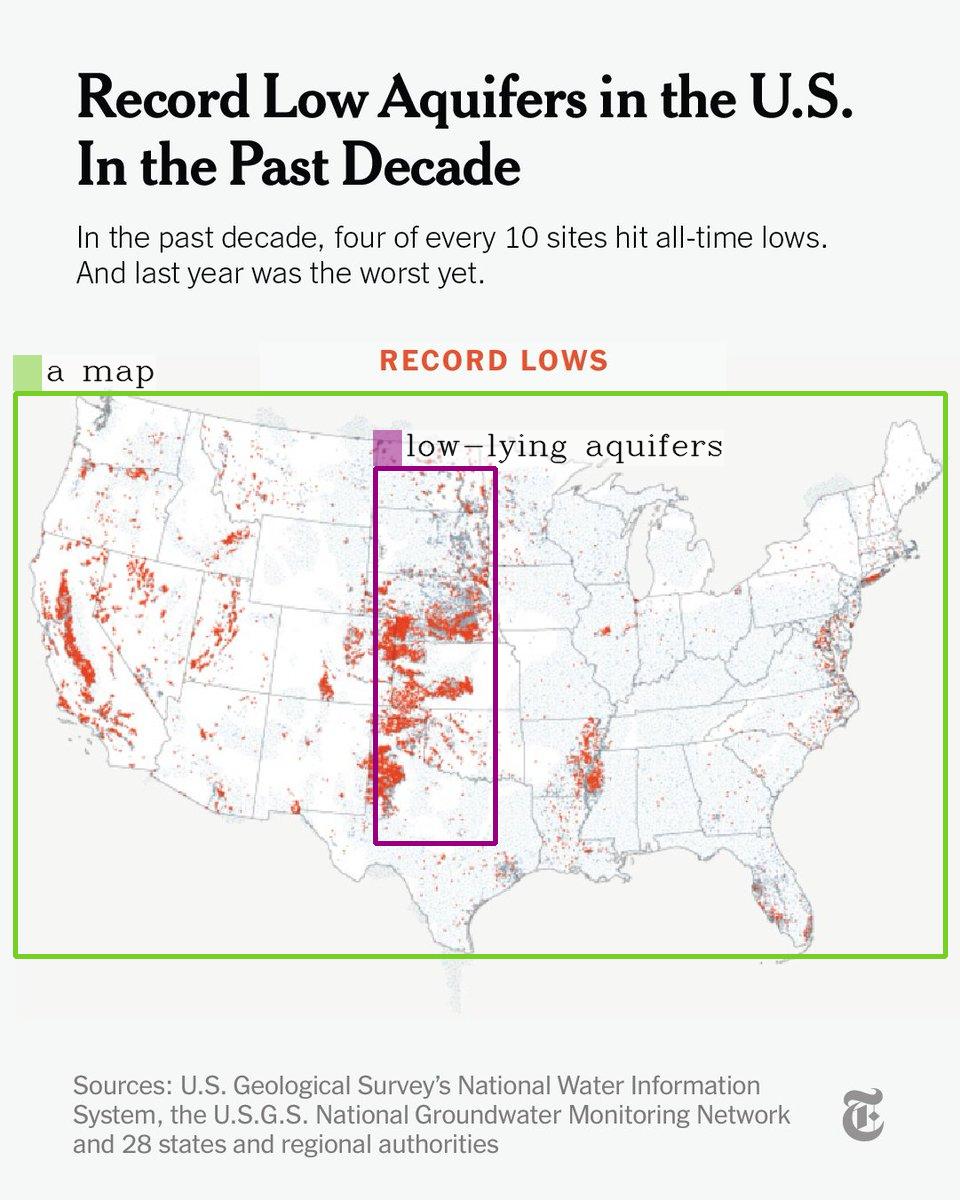 Record Low Aquifers in the U.S.
In the Past Decade
In the past decade, four of every 10 sites hit all-time lows.
And last year was the worst yet.
RECORD LOWS
a map
low-lying aquifers
Sources: U.S. Geological Survey's National Water Information
System, the U.S.G.S. National Groundwater Monitoring Network
and 28 states and regional authorities
T